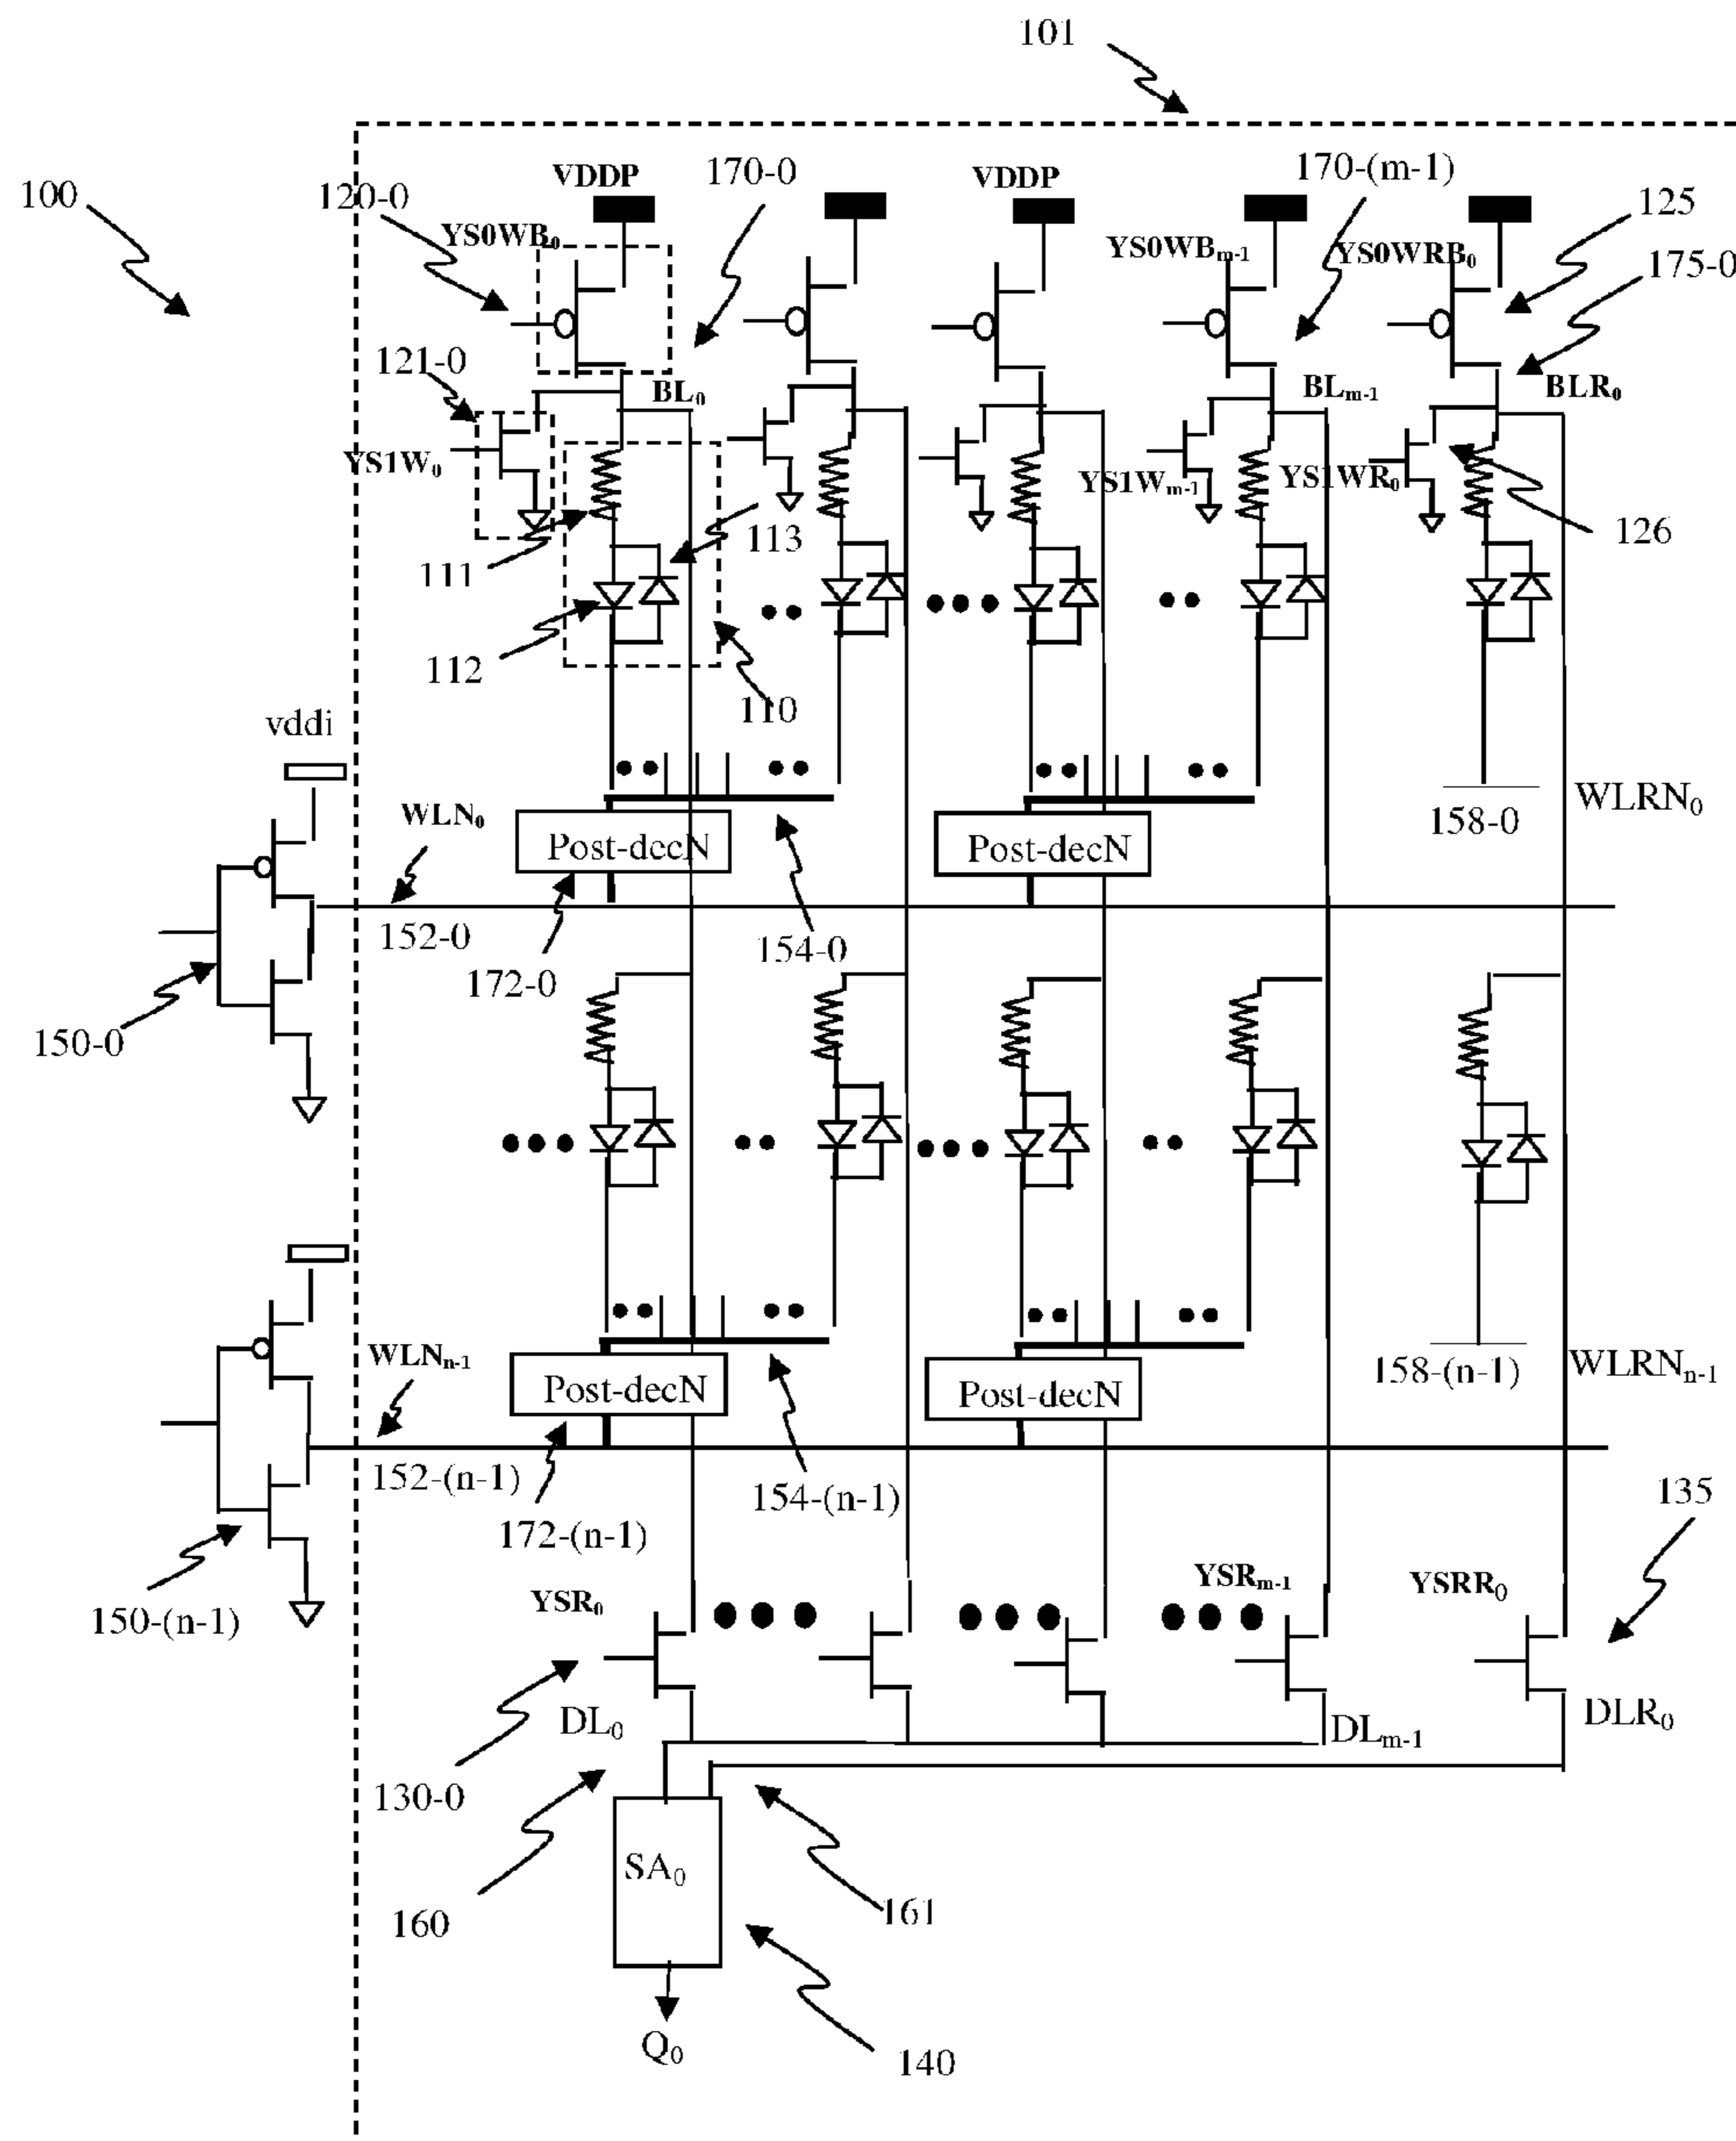 101
100
120-0
VDDP
170-0
VDDP
170-(m-1)
125
YS0WB₀
YS0WBₘ₋₁
YS0WRB₀
175-0
121-0
BL₀
BLₘ₋₁
BLR₀
YS1W₀
YS1Wₘ₋₁
YS1WR₀
111
113
126
112
110
vddi
WLN₀
Post-decN
Post-decN
158-0
WLRN₀
152-0
154-0
172-0
150-0
WLNₙ₋₁
Post-decN
Post-decN
158-(n-1)
WLRNₙ₋₁
152-(n-1)
154-(n-1)
135
172-(n-1)
150-(n-1)
YSR₀
YSRₘ₋₁
YSRR₀
DL₀
DLₘ₋₁
DLR₀
130-0
SA₀
160
161
Q₀
140